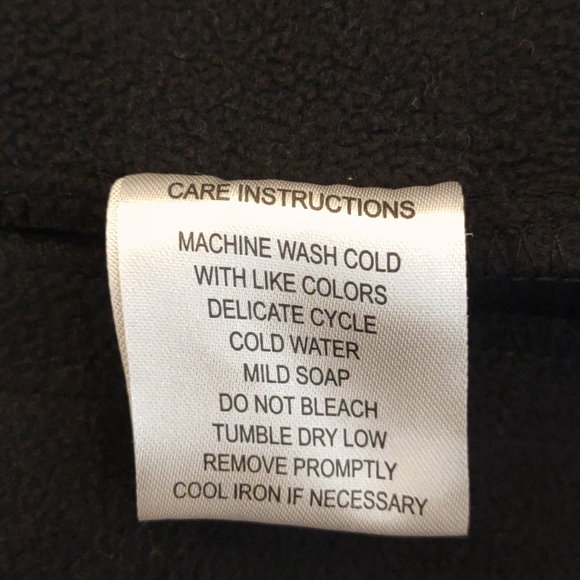 CARE INSTRUCTIONS
MACHINE WASH COLD
WITH LIKE COLORS
DELICATE CYCLE
COLD WATER
MILD SOAP
DO NOT BLEACH
TUMBLE DRY LOW
REMOVE PROMPTLY
COOL IRON IF NECESSARY